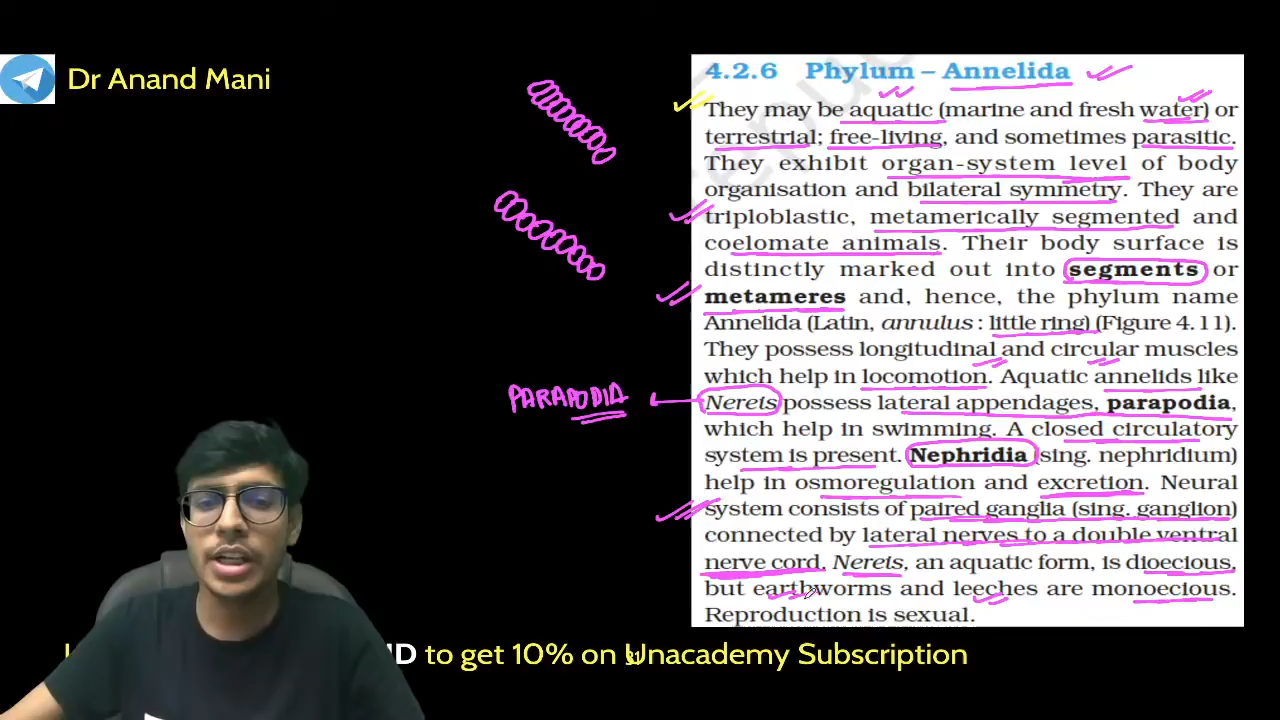 Dr Anand Mani
4.2.6 Phylum – Annelida
They may be aquatic (marine and fresh water) or
terrestrial; free-living, and sometimes parasitic.
They exhibit organ-system level of body
organisation and bilateral symmetry. They are
triploblastic, metamerically segmented and
coelomate animals. Their body surface is
distinctly marked out into segments or
metameres and, hence, the phylum name
Annelida (Latin, annulus : little ring) (Figure 4.11).
They possess longitudinal and circular muscles
which help in locomotion. Aquatic annelids like
Nereis possess lateral appendages, parapodia,
which help in swimming. A closed circulatory
system is present. Nephridia (sing. nephridium)
help in osmoregulation and excretion. Neural
system consists of paired ganglia (sing. ganglion)
connected by lateral nerves to a double ventral
nerve cord. Nereis, an aquatic form, is dioecious,
but earthworms and leeches are monoecious.
Reproduction is sexual.
PARAPODIA
to get 10% on Unacademy Subscription